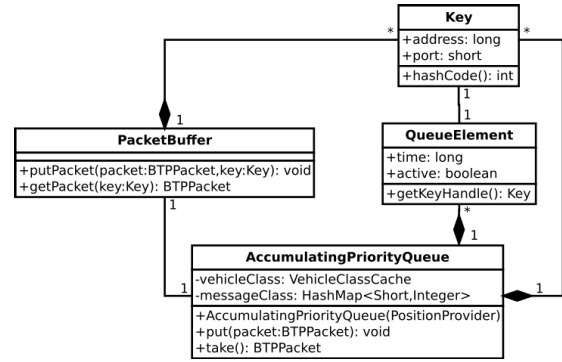 Key
+address: long
+port: short
+hashCode(): int
*
*
1
1
1
PacketBuffer
+putPacket(packet:BTPPacket,key:Key): void
+getPacket(key:Key): BTPPacket
1
QueueElement
+time: long
+active: boolean
+getKeyHandle(): Key
*
1
1
1
AccumulatingPriorityQueue
-vehicleClass: VehicleClassCache
-messageClass: HashMap<Short,Integer>
+AccumulatingPriorityQueue(PositionProvider)
+put(packet:BTPPacket): void
+take(): BTPPacket